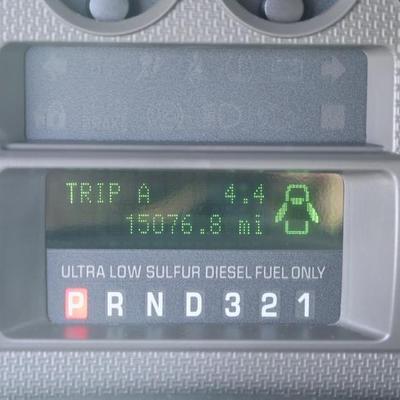 TRIP A 4.4
15076.8 mi
ULTRA LOW SULFUR DIESEL FUEL ONLY
P R N D 3 2 1